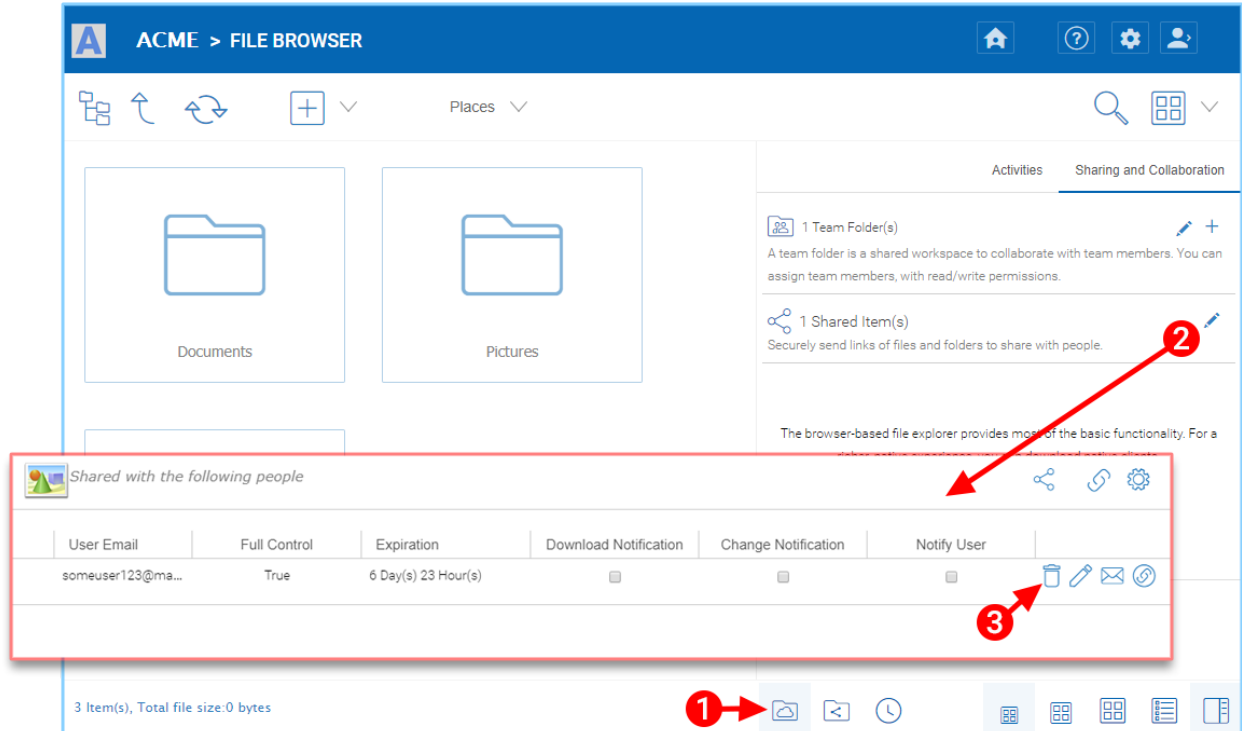 A
ACME > FILE BROWSER
?
Places
Activities
Sharing and Collaboration
1 Team Folder(s)
A team folder is a shared workspace to collaborate with team members. You can
assign team members, with read/write permissions.
1 Shared Item(s)
Securely send links of files and folders to share with people.
2
Documents
Pictures
The browser-based file explorer provides most of the basic functionality. For a
Shared with the following people
User Email
Full Control
Expiration
Download Notification
Change Notification
Notify User
someuser123@ma...
True
6 Day(s) 23 Hour(s)
3
3 Item(s), Total file size:0 bytes
1